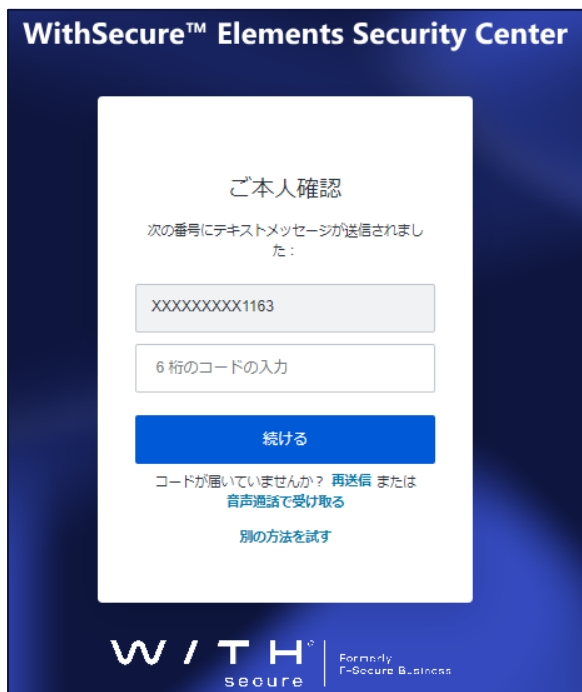 WithSecure™ Elements Security Center
ご本人確認
次の番号にテキストメッセージが送信されまし
た：
XXXXXXXXXX1163
6 桁のコードの入力
続ける
コードが届いていませんか？ 再送信 または
音声通話で受け取る
別の方法を試す
W / T H®
secure
Formerly
F-Secure Business